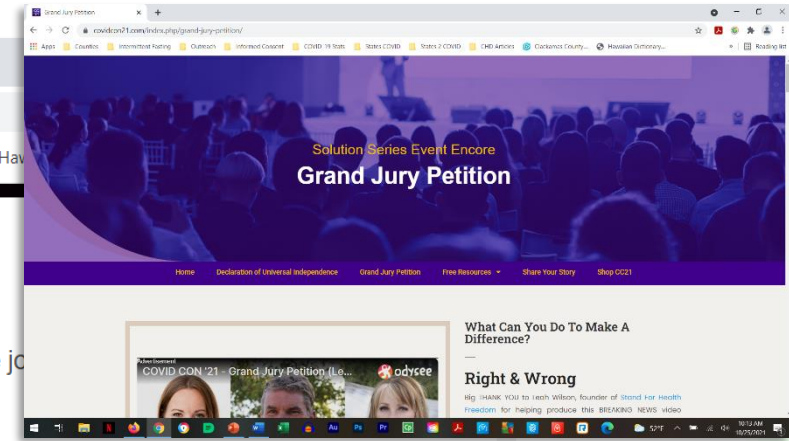 Grand Jury Petition
covidcon21.com/index.php/grand-jury-petition/
Apps Counties Intermittent Fasting Outreach Informed Consent COVID 19 Stats States COVID States 2 COVID CHD Articles Clackamas County... Hawaiian Dictionary... » Reading list
Haw
Solution Series Event Encore
Grand Jury Petition
Home Declaration of Universal Independence Grand Jury Petition Free Resources Share Your Story Shop CC21
jo
Advertisement
COVID CON '21 - Grand Jury Petition (Le... odysee
What Can You Do To Make A
Difference?
Right & Wrong
Big THANK YOU to Leah Wilson, founder of Stand For Health
Freedom for helping produce this BREAKING NEWS video
52°F
10:13 AM
10/25/2021